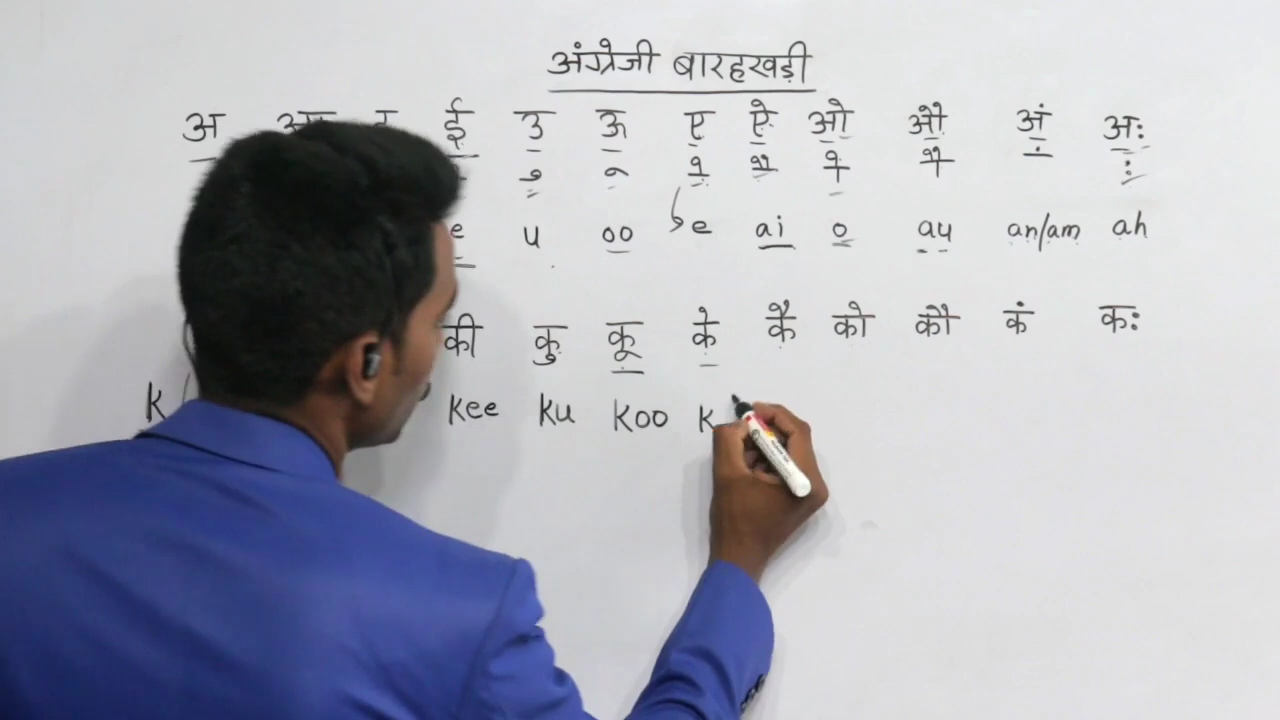 अंग्रेजी बारहखड़ी
अ ई उ ऊ ए ऐ ओ औ अं अः
ु ू े ै ो ौ ं ः
e u oo e ai o au an/am ah
की कु कू के कै को कौ कं कः
K kee ku koo k